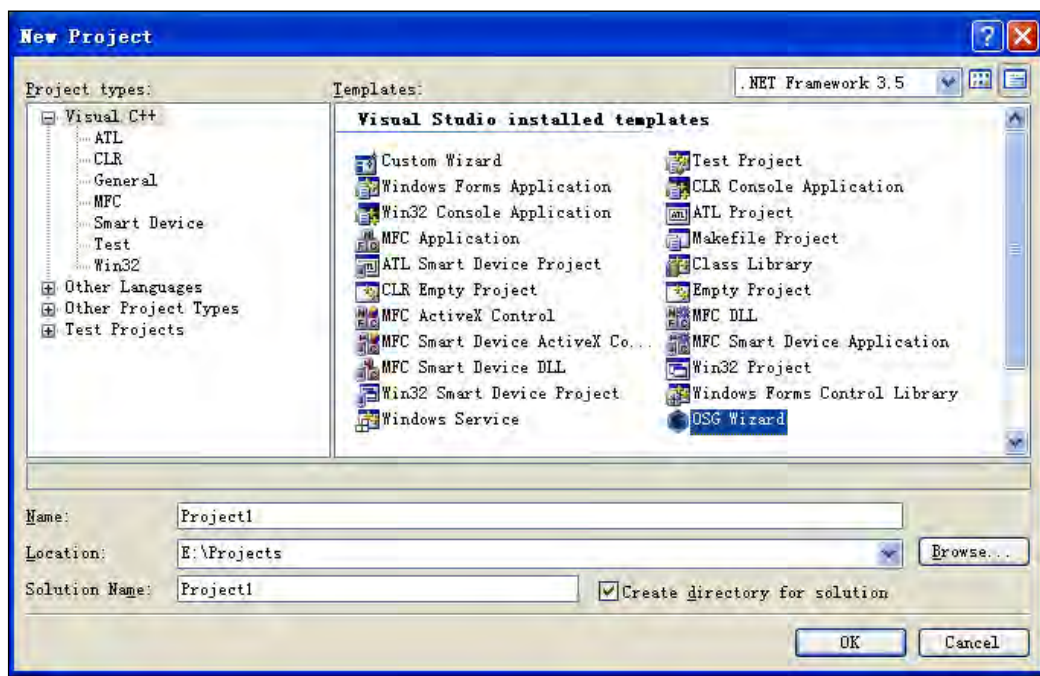 New Project
Project types:
Templates:
.NET Framework 3.5
Visual C++
ATL
CLR
General
MFC
Smart Device
Test
Win32
Other Languages
Other Project Types
Test Projects
Visual Studio installed templates
Custom Wizard
Test Project
Windows Forms Application
CLR Console Application
Win32 Console Application
ATL Project
MFC Application
Makefile Project
ATL Smart Device Project
Class Library
CLR Empty Project
Empty Project
MFC ActiveX Control
MFC DLL
MFC Smart Device ActiveX Co...
MFC Smart Device Application
MFC Smart Device DLL
Win32 Project
Win32 Smart Device Project
Windows Forms Control Library
Windows Service
OSG Wizard
Name:
Project1
Location:
E:\Projects
Browse...
Solution Name:
Project1
Create directory for solution
OK
Cancel